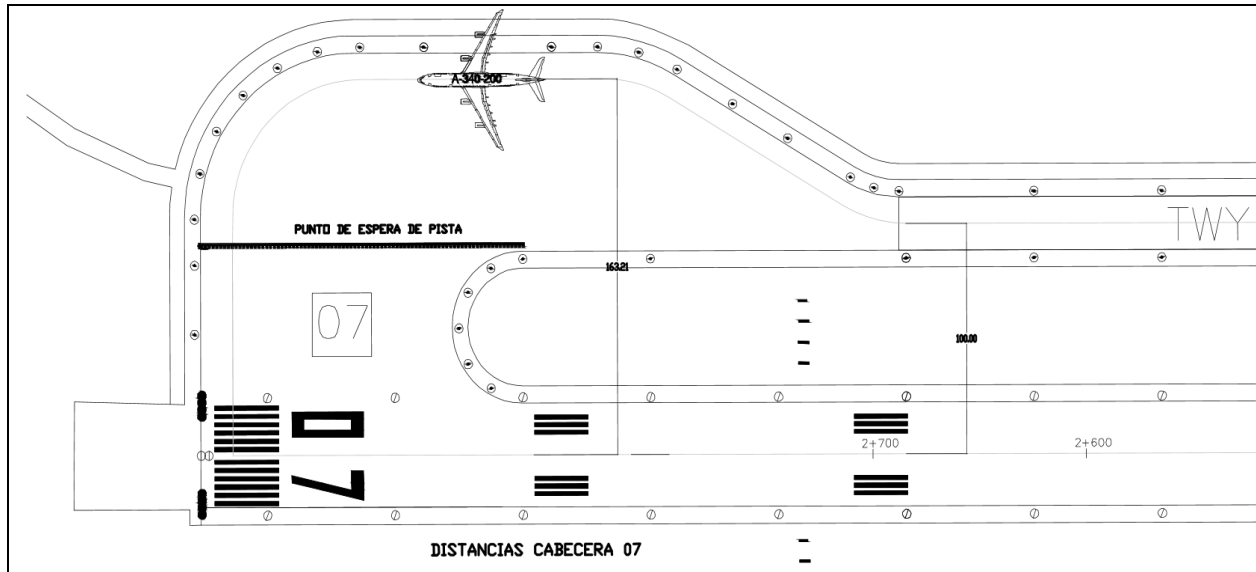 A-340-200
TWY
PUNTO DE ESPERA DE PISTA
163.21
07
100.00
07
2+700
2+600
DISTANCIAS CABECERA 07